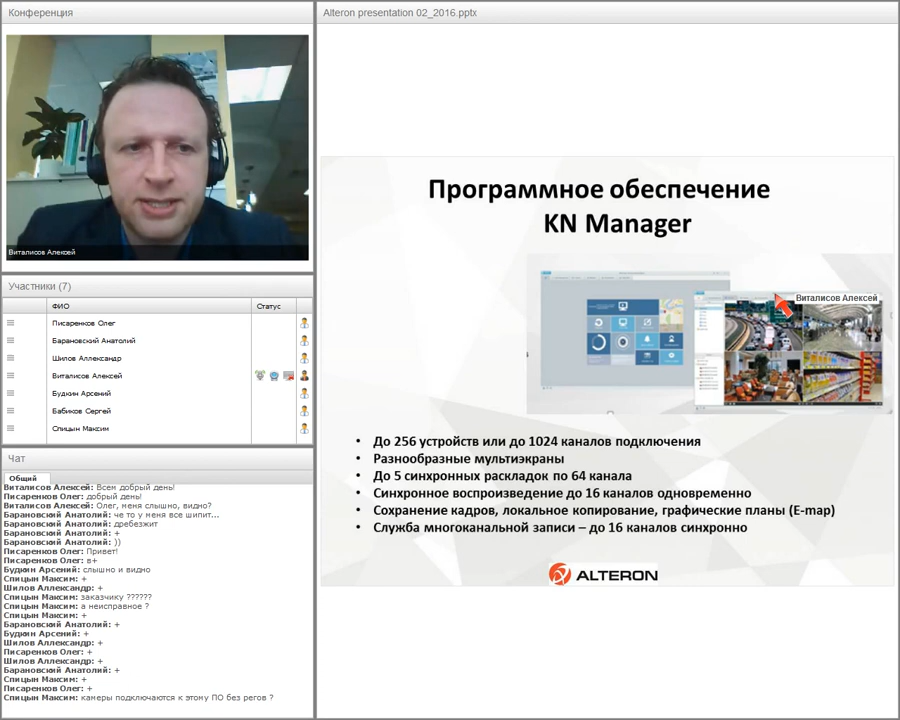 Конференция
Виталисов Алексей
Участники (7)
ФИО Статус
Писаренков Олег
Барановский Анатолий
Шилов Аллександр
Виталисов Алексей
Будкин Арсений
Бабиков Сергей
Спицын Максим
Чат
Общий
Виталисов Алексей: Всем добрый день!
Писаренков Олег: добрый день!
Виталисов Алексей: Олег, меня слышно, видно?
Барановский Анатолий: че то у меня все шипит...
Барановский Анатолий: дребезжит
Барановский Анатолий: +
Барановский Анатолий: ))
Писаренков Олег: Привет!
Писаренков Олег: в+
Будкин Арсений: слышно и видно
Спицын Максим: +
Шилов Аллександр: +
Спицын Максим: заказчику ??????
Спицын Максим: а неисправное ?
Спицын Максим: +
Барановский Анатолий: +
Будкин Арсений: +
Шилов Аллександр: +
Писаренков Олег: +
Шилов Аллександр: +
Барановский Анатолий: +
Спицын Максим: +
Писаренков Олег: +
Спицын Максим: камеры подключаются к этому ПО без регов ?
Alteron presentation 02_2016.pptx
Программное обеспечение
KN Manager
Виталисов Алексей
• До 256 устройств или до 1024 каналов подключения
• Разнообразные мультиэкраны
• До 5 синхронных раскладок по 64 канала
• Синхронное воспроизведение до 16 каналов одновременно
• Сохранение кадров, локальное копирование, графические планы (E-map)
• Служба многоканальной записи – до 16 каналов синхронно
ALTERON